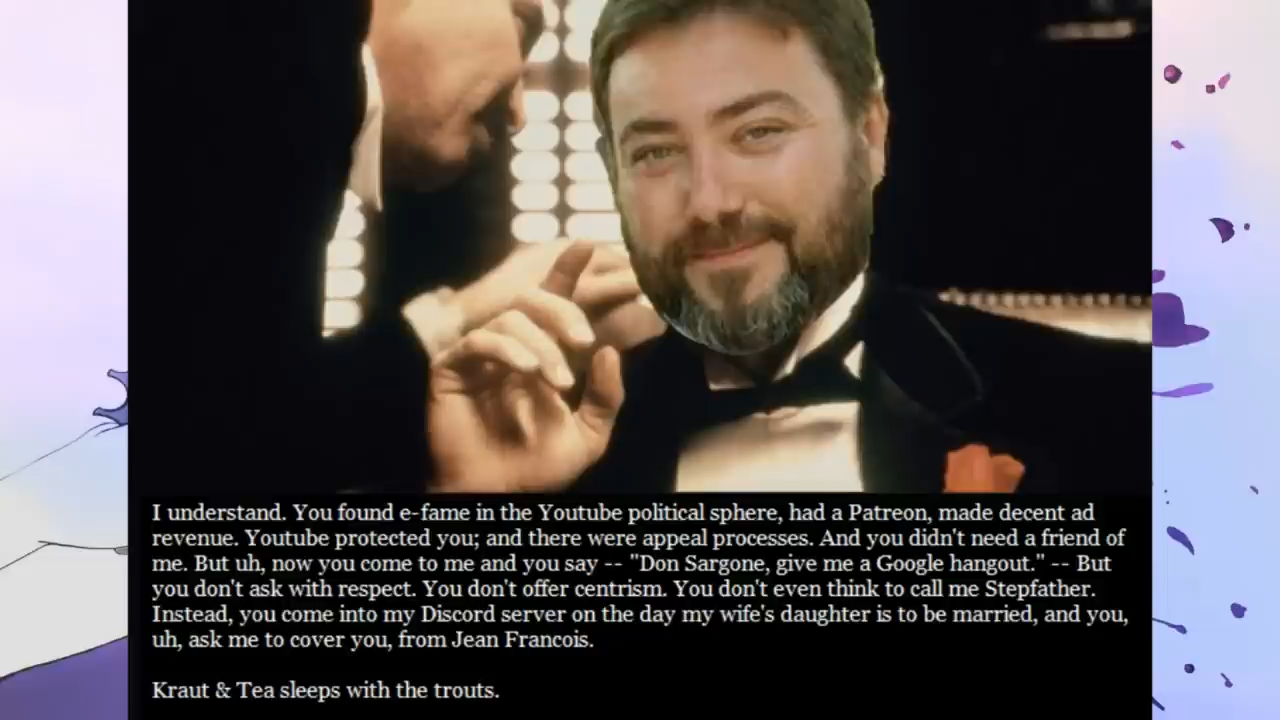 I understand. You found e-fame in the Youtube political sphere, had a Patreon, made decent ad
revenue. Youtube protected you; and there were appeal processes. And you didn't need a friend of
me. But uh, now you come to me and you say -- "Don Sargone, give me a Google hangout." -- But
you don't ask with respect. You don't offer centrism. You don't even think to call me Stepfather.
Instead, you come into my Discord server on the day my wife's daughter is to be married, and you,
uh, ask me to cover you, from Jean Francois.
Kraut & Tea sleeps with the trouts.